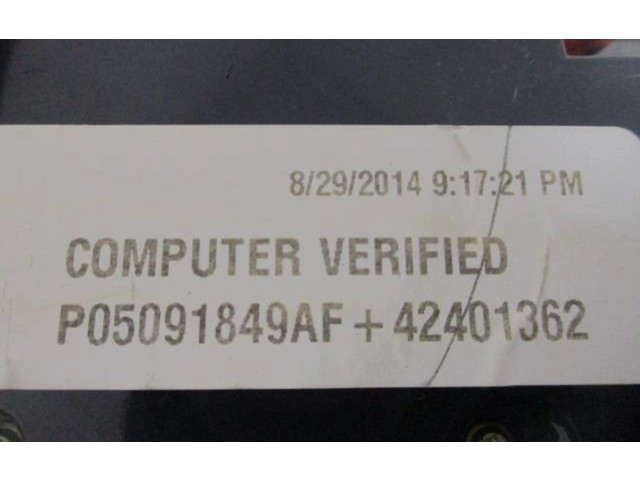 8/29/2014 9:17:21 PM
COMPUTER VERIFIED
P05091849AF + 42401362